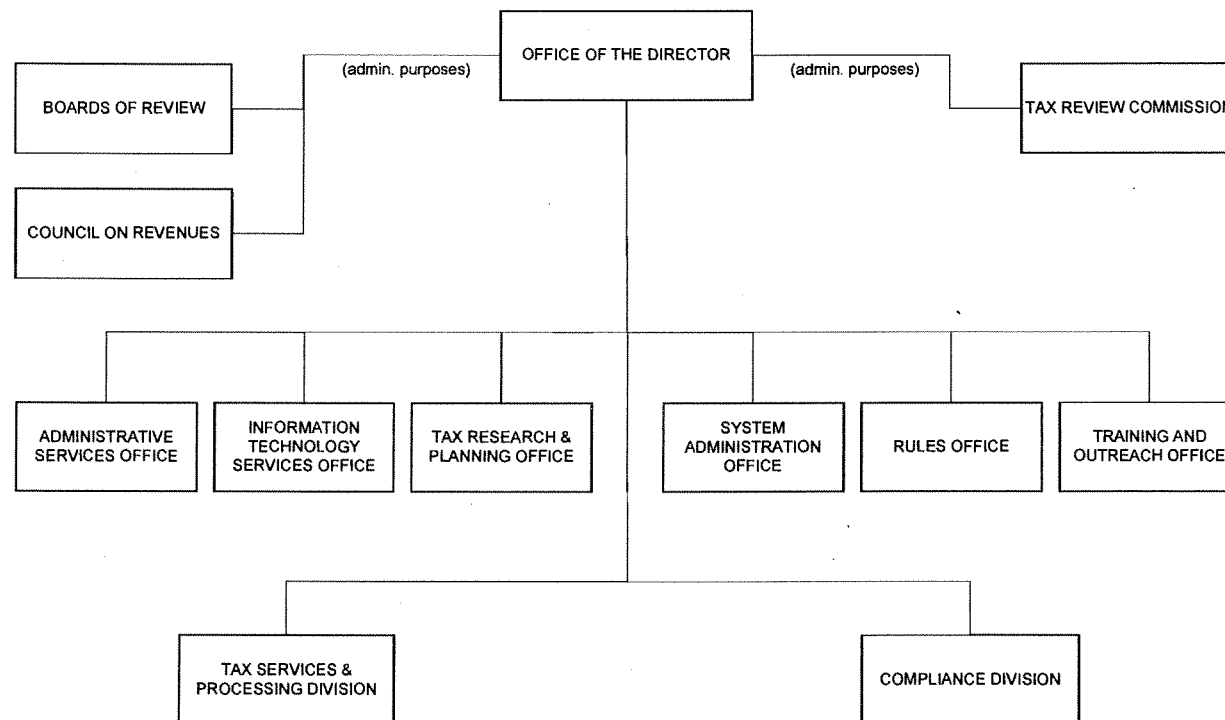 OFFICE OF THE DIRECTOR
(admin. purposes)
(admin. purposes)
BOARDS OF REVIEW
TAX REVIEW COMMISSION
COUNCIL ON REVENUES
ADMINISTRATIVE
SERVICES OFFICE
INFORMATION
TECHNOLOGY
SERVICES OFFICE
TAX RESEARCH &
PLANNING OFFICE
SYSTEM
ADMINISTRATION
OFFICE
RULES OFFICE
TRAINING AND
OUTREACH OFFICE
TAX SERVICES &
PROCESSING DIVISION
COMPLIANCE DIVISION